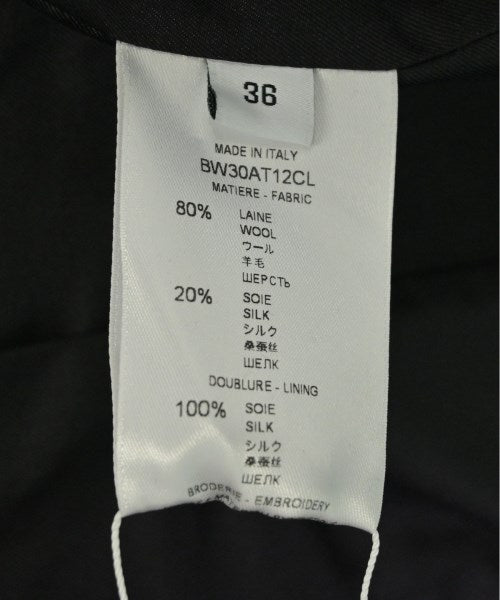 36
MADE IN ITALY
BW30AT12CL
MATIERE - FABRIC
80% LAINE
WOOL
ウール
羊毛
ШЕРСТЬ
20% SOIE
SILK
シルク
桑蚕丝
ШЕЛК
DOUBLURE - LINING
100% SOIE
SILK
シルク
桑蚕丝
ШЕЛК
BRODERIE - EMBROIDERY